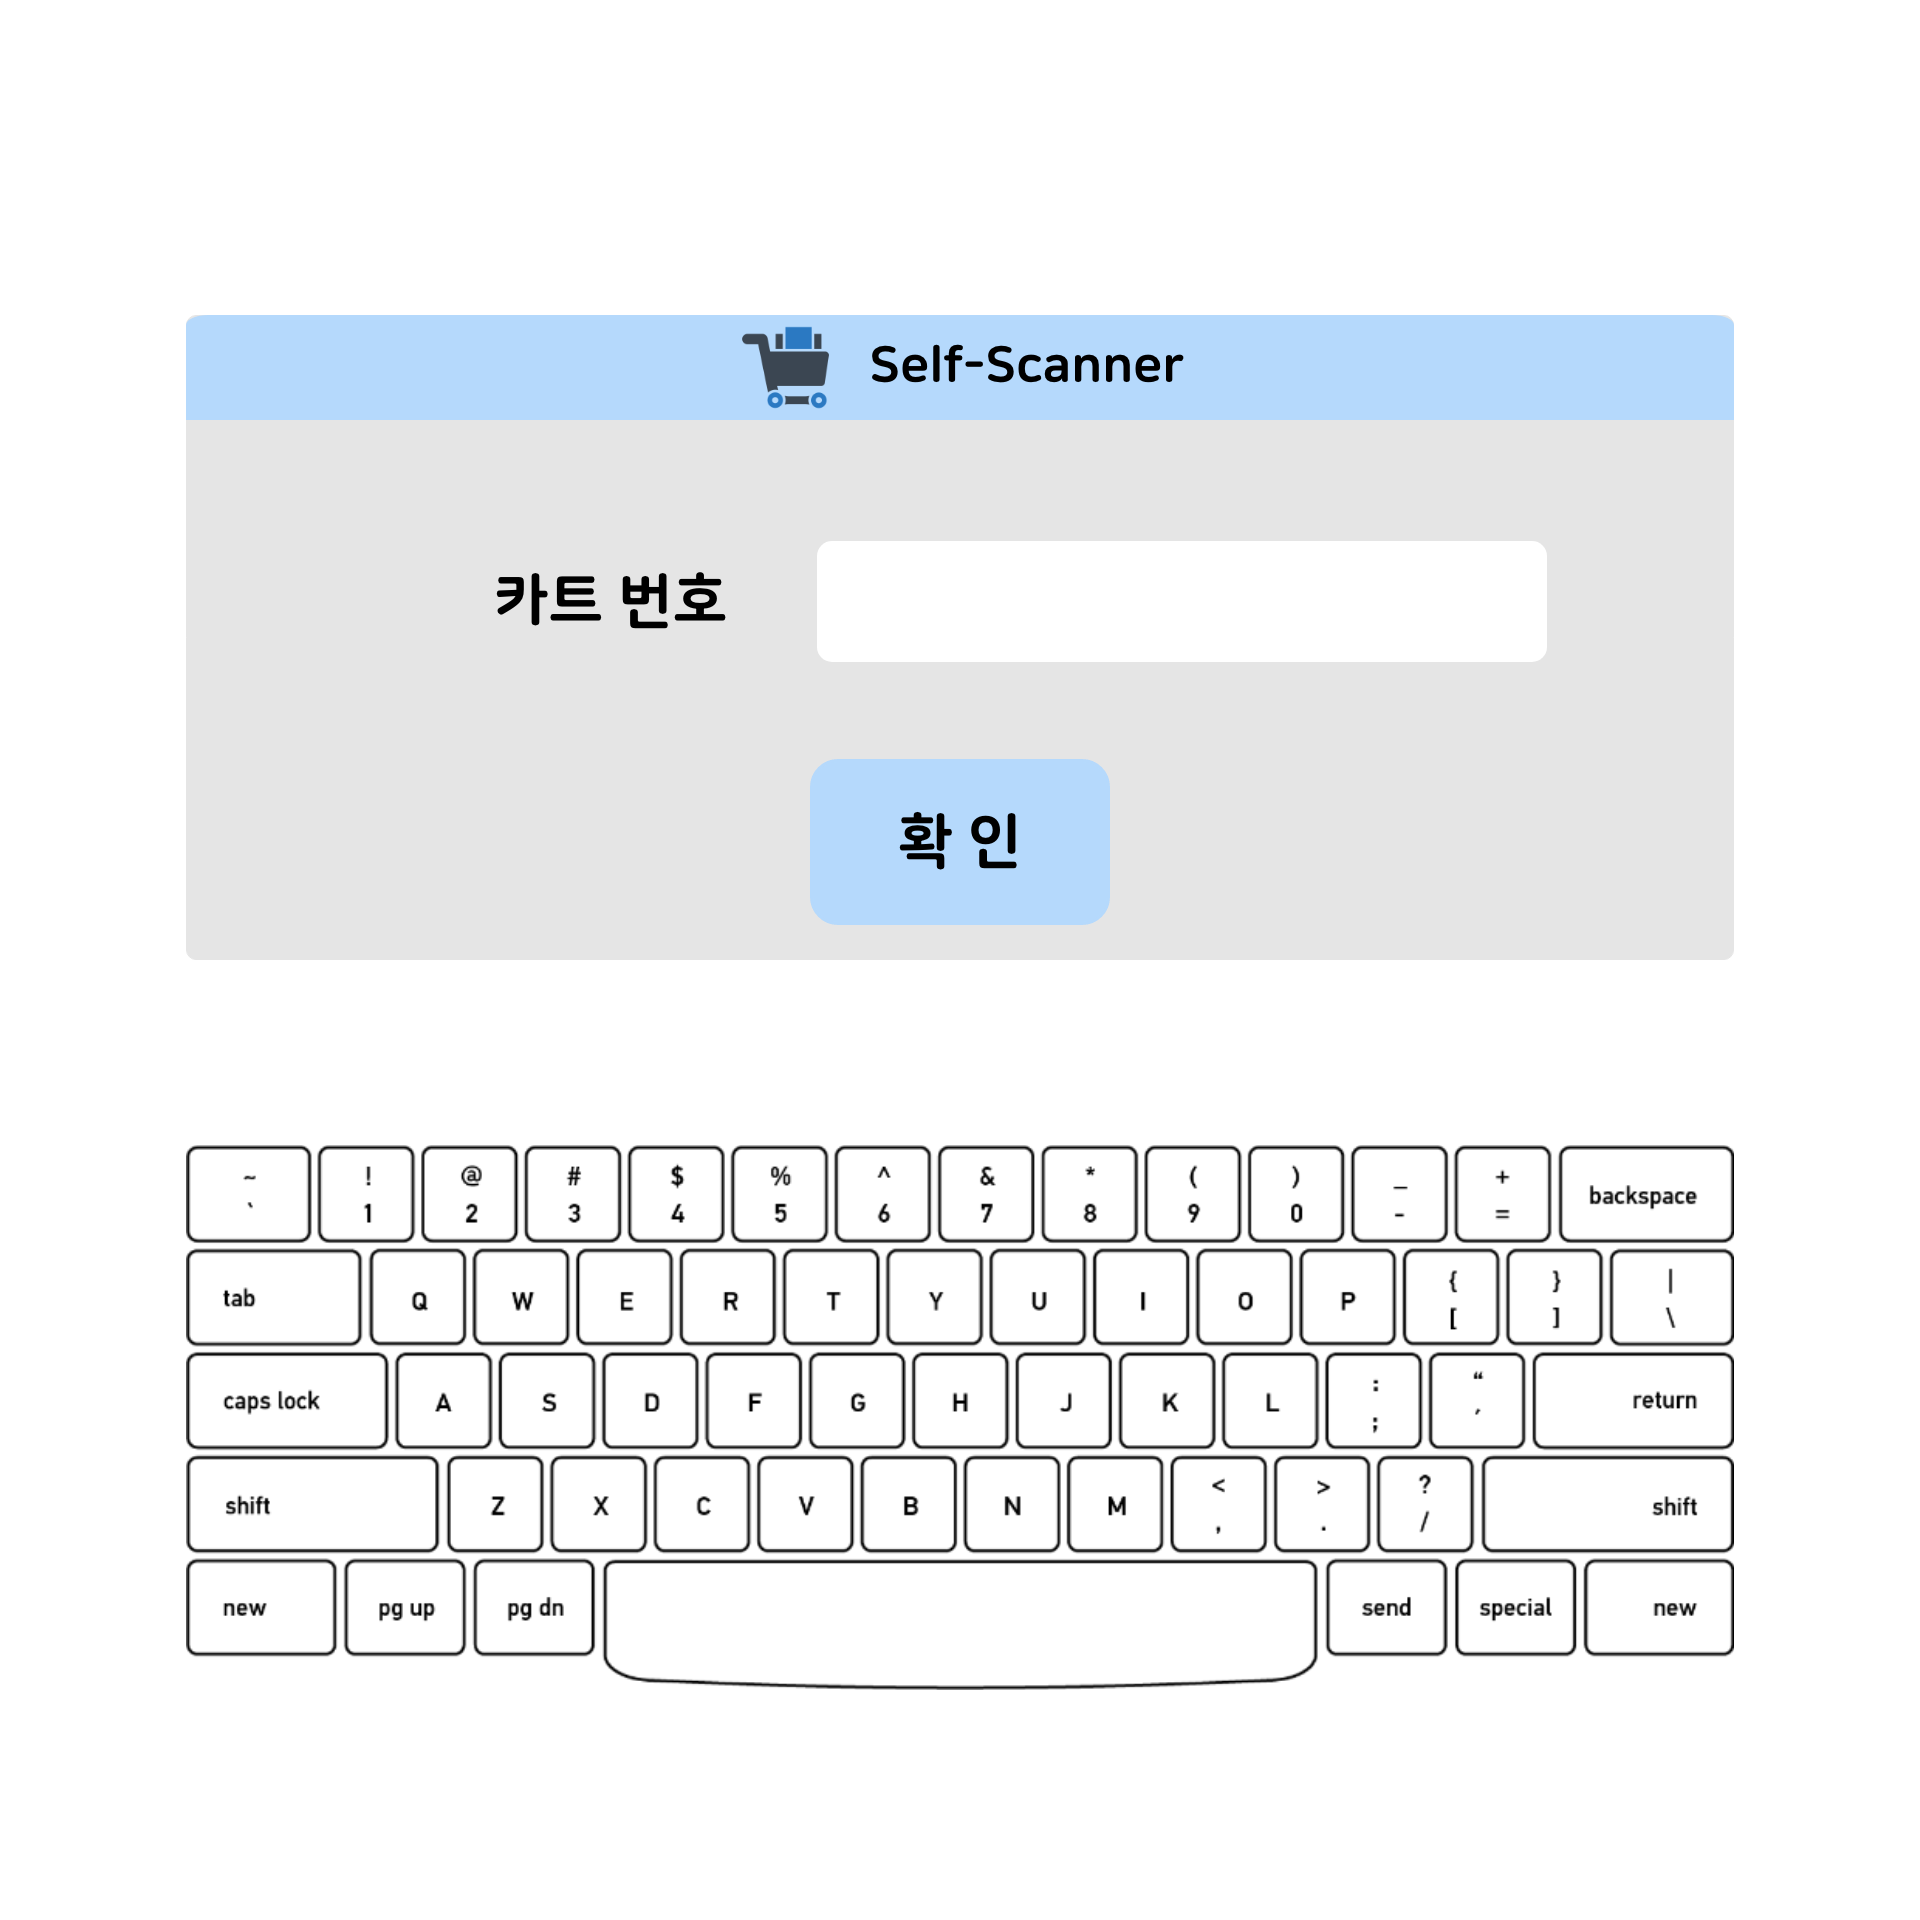 Self-Scanner
카트 번호
확 인
~ ! @ # $ % ^ & * ( ) _ +
` 1 2 3 4 5 6 7 8 9 0 - = backspace
tab Q W E R T Y U I O P { } |
[ ] \
caps lock A S D F G H J K L : “ return
; ′
shift Z X C V B N M < > ? shift
, . /
new pg up pg dn send special new